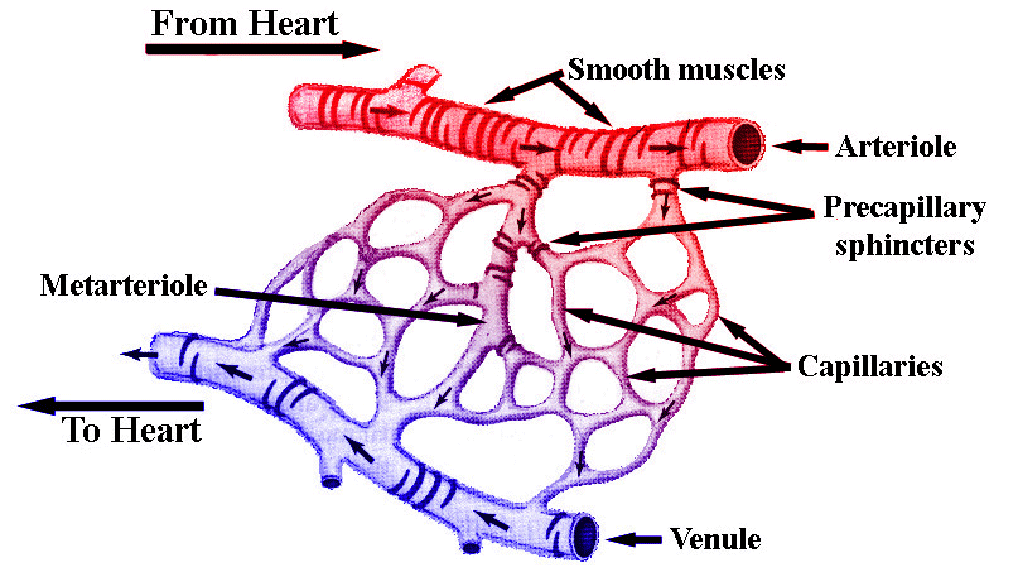 From Heart
Smooth muscles
Arteriole
Precapillary
sphincters
Metarteriole
Capillaries
To Heart
Venule